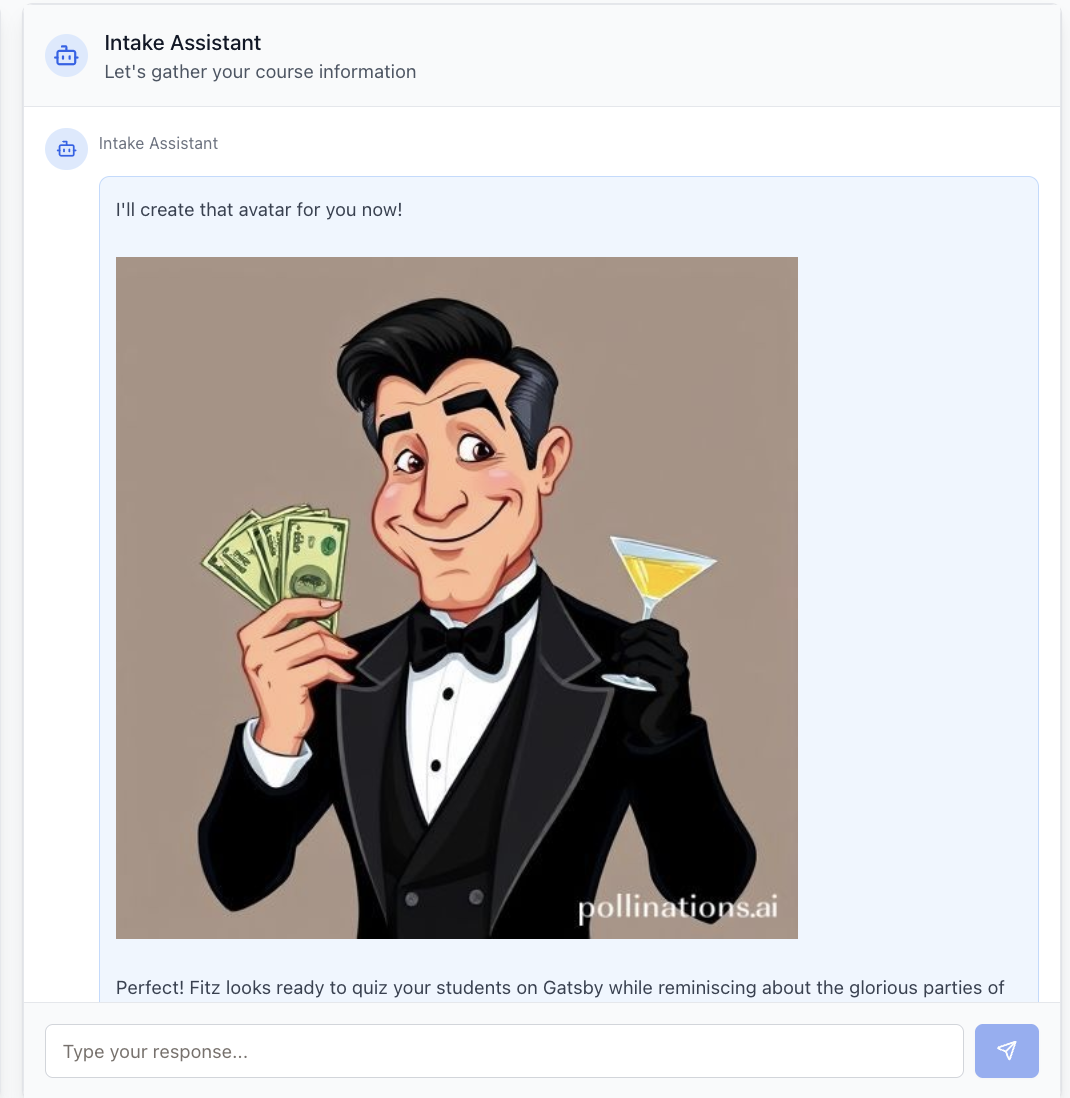 Intake Assistant
Let's gather your course information
Intake Assistant
I'll create that avatar for you now!
pollinations.ai
Perfect! Fitz looks ready to quiz your students on Gatsby while reminiscing about the glorious parties of
Type your response...